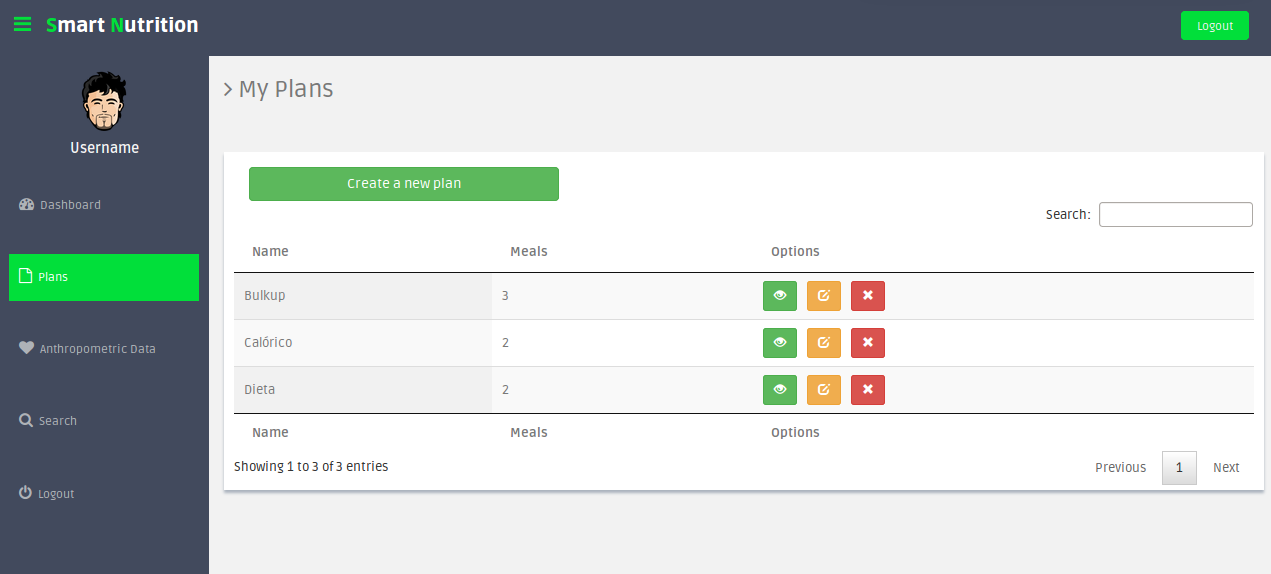 Smart Nutrition
Logout
Username
Dashboard
Plans
Anthropometric Data
Search
Logout
My Plans
Create a new plan
Search:
Name Meals Options
Bulkup 3
Calórico 2
Dieta 2
Name Meals Options
Showing 1 to 3 of 3 entries
Previous 1 Next